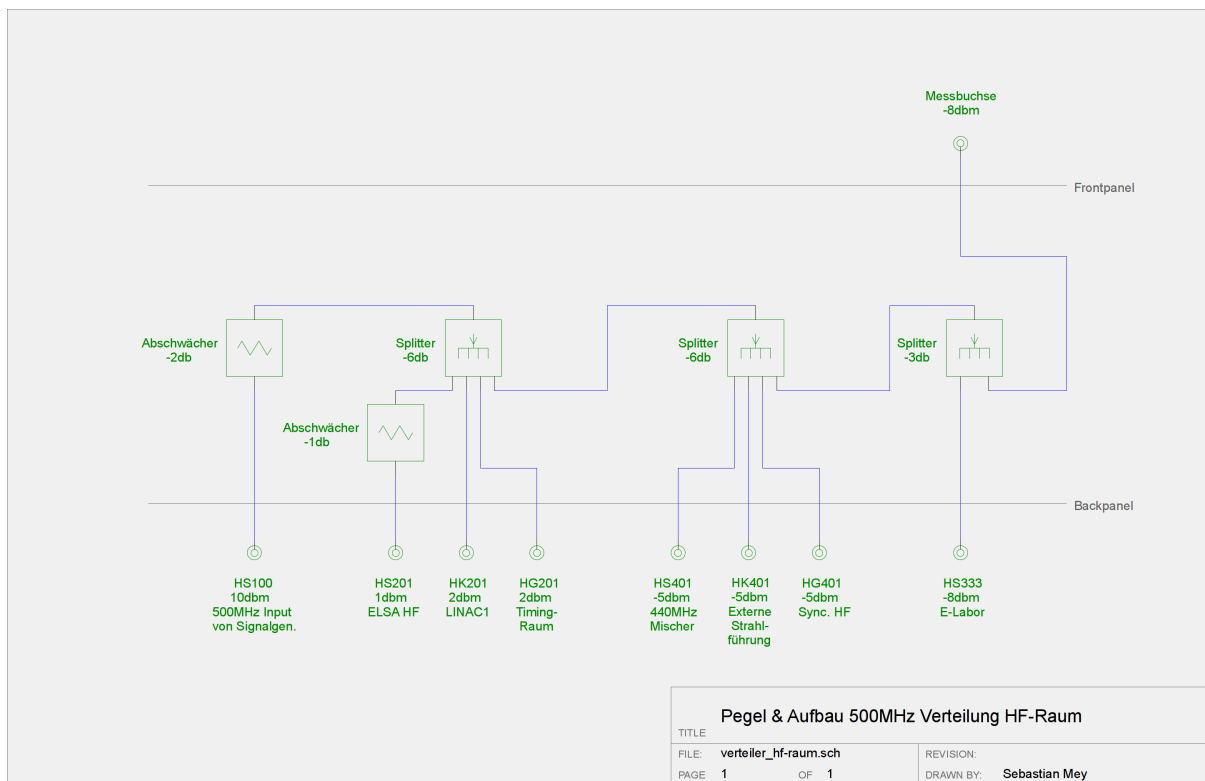 Messbuchse
-8dbm
Frontpanel
Abschwächer
-2db
Splitter
-6db
Splitter
-6db
Splitter
-3db
Abschwächer
-1db
Backpanel
HS100
10dbm
500MHz Input
von Signalgen.
HS201
1dbm
ELSA HF
HK201
2dbm
LINAC1
HG201
2dbm
Timing-
Raum
HS401
-5dbm
440MHz
Mischer
HK401
-5dbm
Externe
Strahl-
führung
HG401
-5dbm
Sync. HF
HS333
-8dbm
E-Labor
TITLE
Pegel & Aufbau 500MHz Verteilung HF-Raum
FILE: verteiler_hf-raum.sch
REVISION:
PAGE 1 OF 1
DRAWN BY: Sebastian Mey